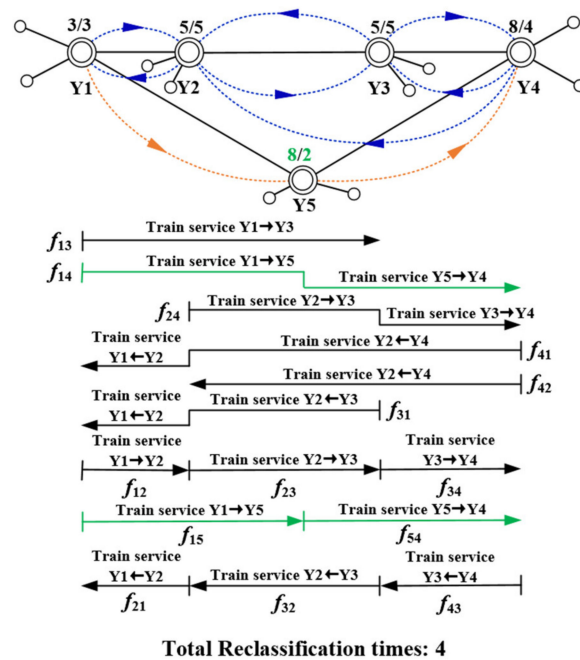 3/3 5/5 5/5 8/4
Y1 Y2 Y3 Y4
8/2
Y5
Train service Y1→Y3
f13
Train service Y1→Y5
f14 Train service Y5→Y4
Train service Y2→Y3
f24 Train service Y3→Y4
Train service Train service Y2←Y4
Y1←Y2 f41
Train service Y2←Y4
f42
Train service Train service Y2←Y3
Y1←Y2 f31
Train service Train service
Y1→Y2 Train service Y2→Y3 Y3→Y4
f12 f23 f34
Train service Y1→Y5 Train service Y5→Y4
f15 f54
Train service Train service
Y1←Y2 Train service Y2←Y3 Y3←Y4
f21 f32 f43
Total Reclassification times: 4